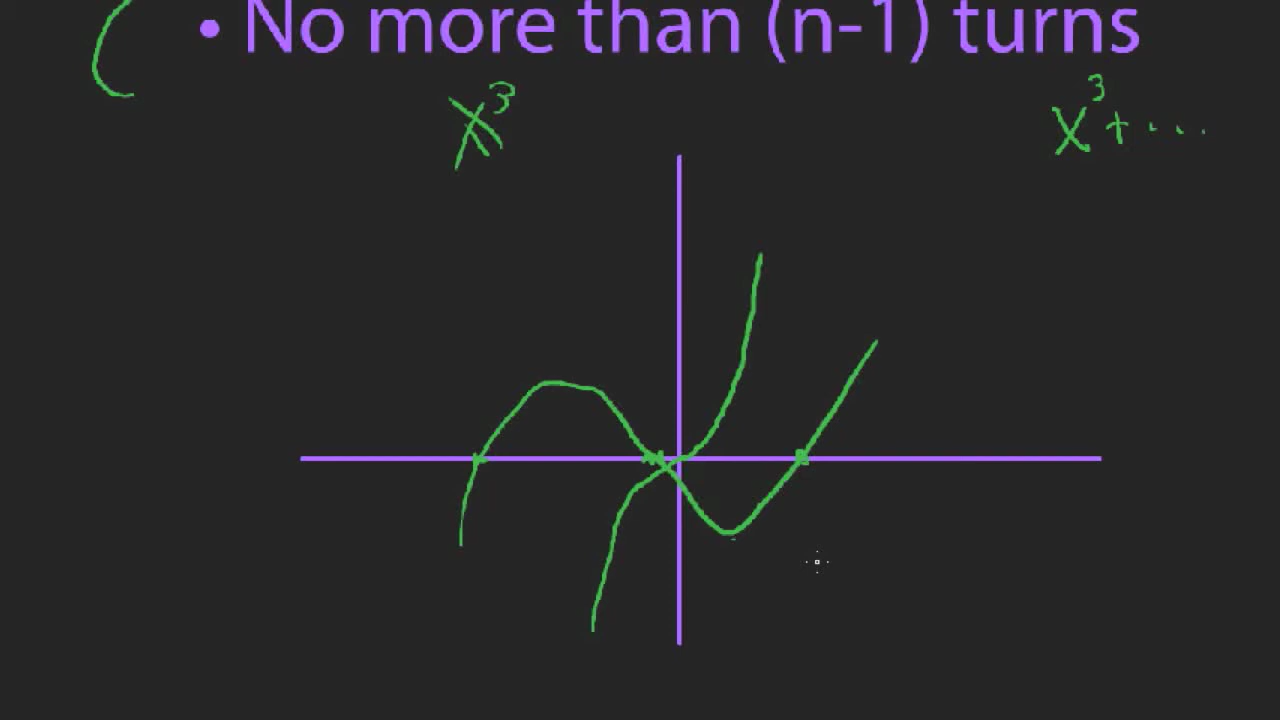 • No more than (n-1) turns
x³ x³+....